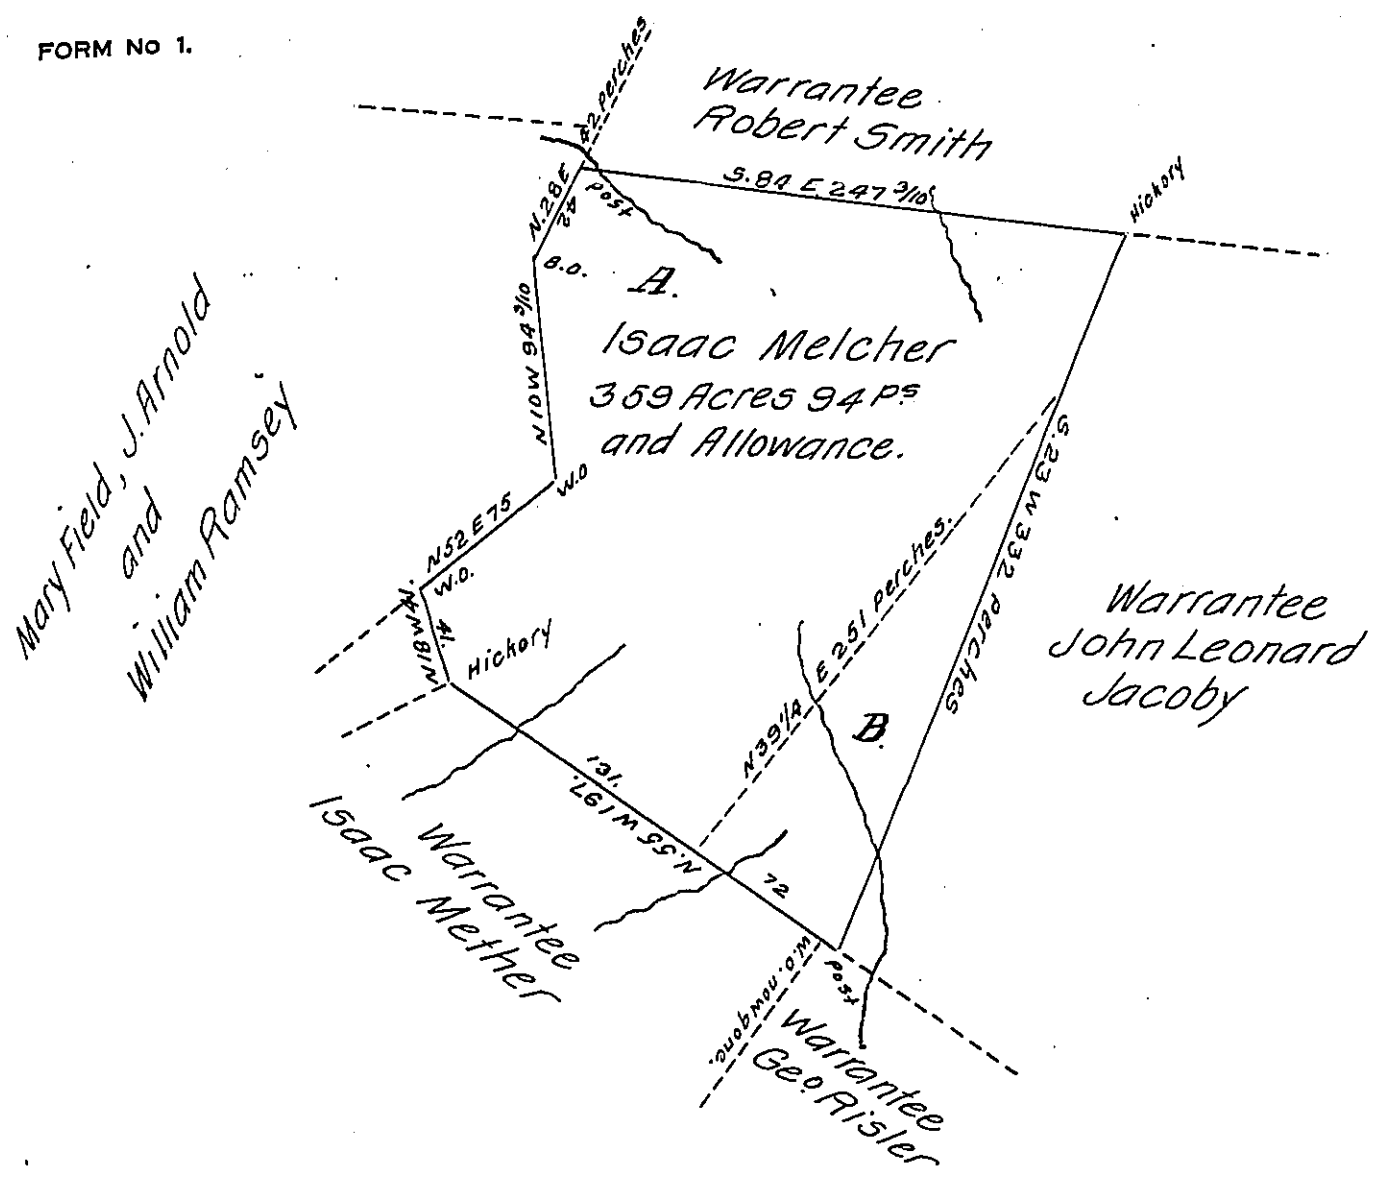 FORM No 1.
42 perches
Warrantee
Robert Smith
Hickory
S.84 E. 247 3/10
post
N.28E
42
B.O.
A.
N 10W 94 3/10
Isaac Melcher
359 Acres 94 Ps
and Allowance.
Mary Field, J. Arnold
and
William Ramsey
W.O
N52 E 75
W.O.
N18W41.
41.
Hickory
S.23 W 332 perches
N39 1/4 E 251 perches.
B.
Warrantee
John Leonard
Jacoby
131.
N.55 W 197.
72
Warrantee
Isaac Mether
W.O. now gone.
Post
Warrantee
Geo Risler